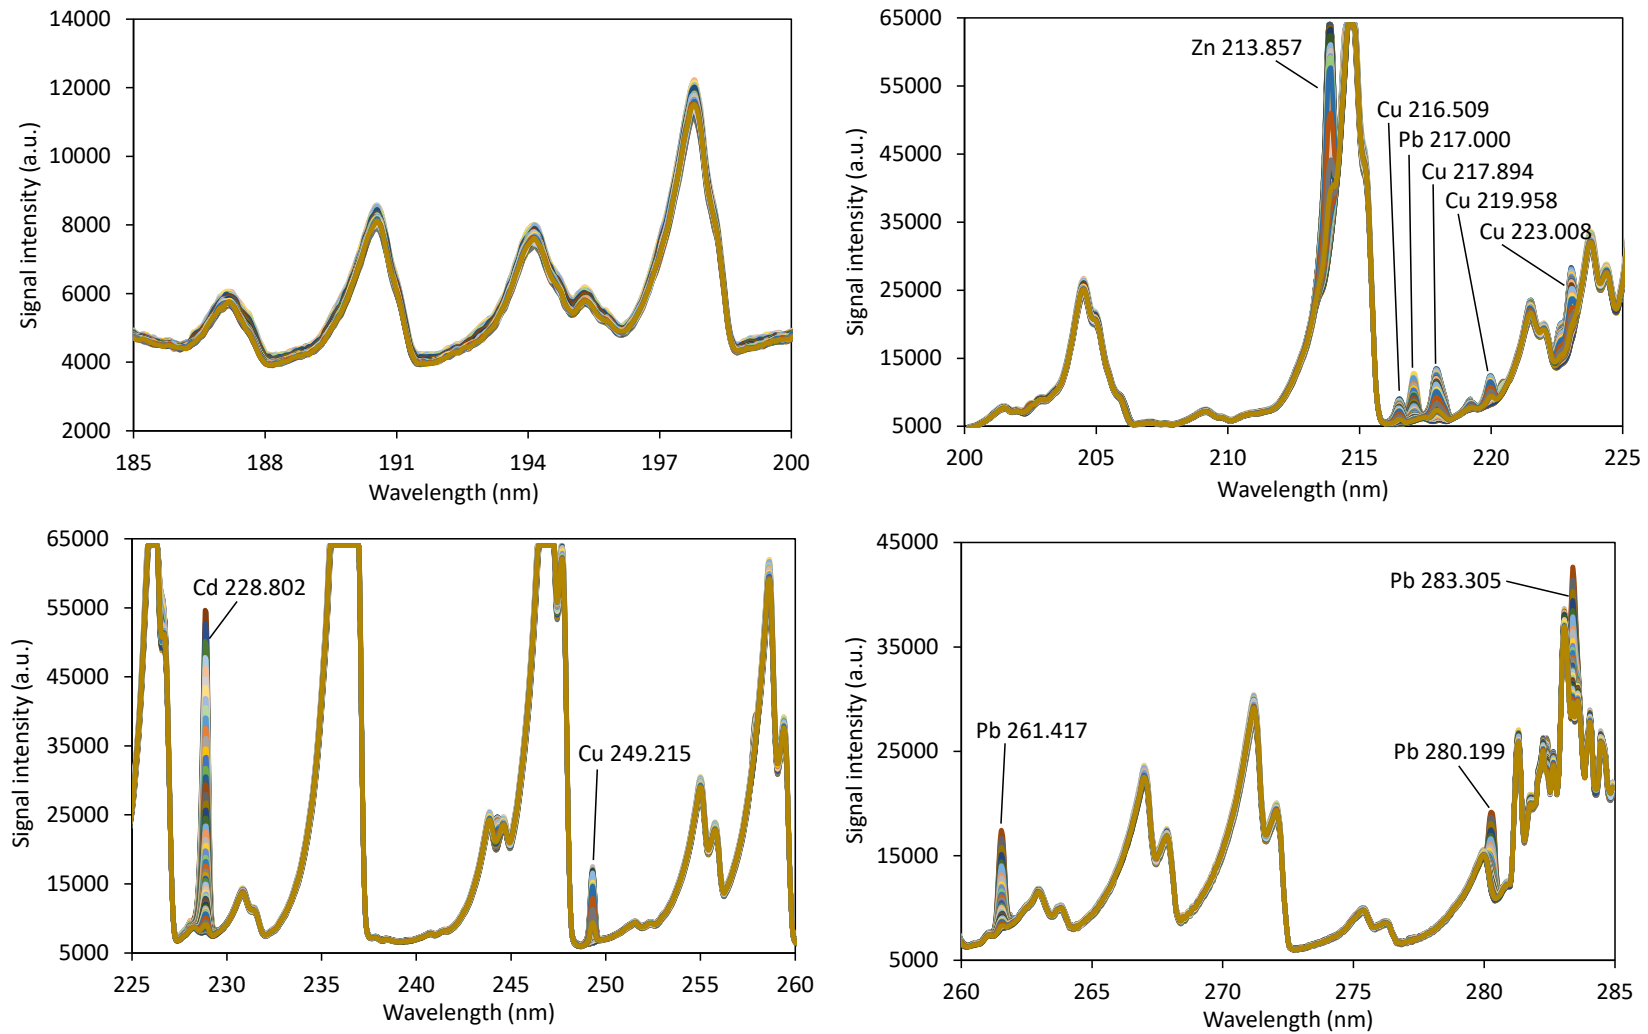 14000
12000
10000
8000
6000
4000
2000
185
188
191
194
197
200
Signal intensity (a.u.)
Wavelength (nm)
65000
55000
45000
35000
25000
15000
5000
200
205
210
215
220
225
Signal intensity (a.u.)
Wavelength (nm)
Zn 213.857
Cu 216.509
Pb 217.000
Cu 217.894
Cu 219.958
Cu 223.008
65000
55000
45000
35000
25000
15000
5000
225
230
235
240
245
250
255
260
Signal intensity (a.u.)
Wavelength (nm)
Cd 228.802
Cu 249.215
45000
35000
25000
15000
5000
260
265
270
275
280
285
Signal intensity (a.u.)
Wavelength (nm)
Pb 283.305
Pb 261.417
Pb 280.199